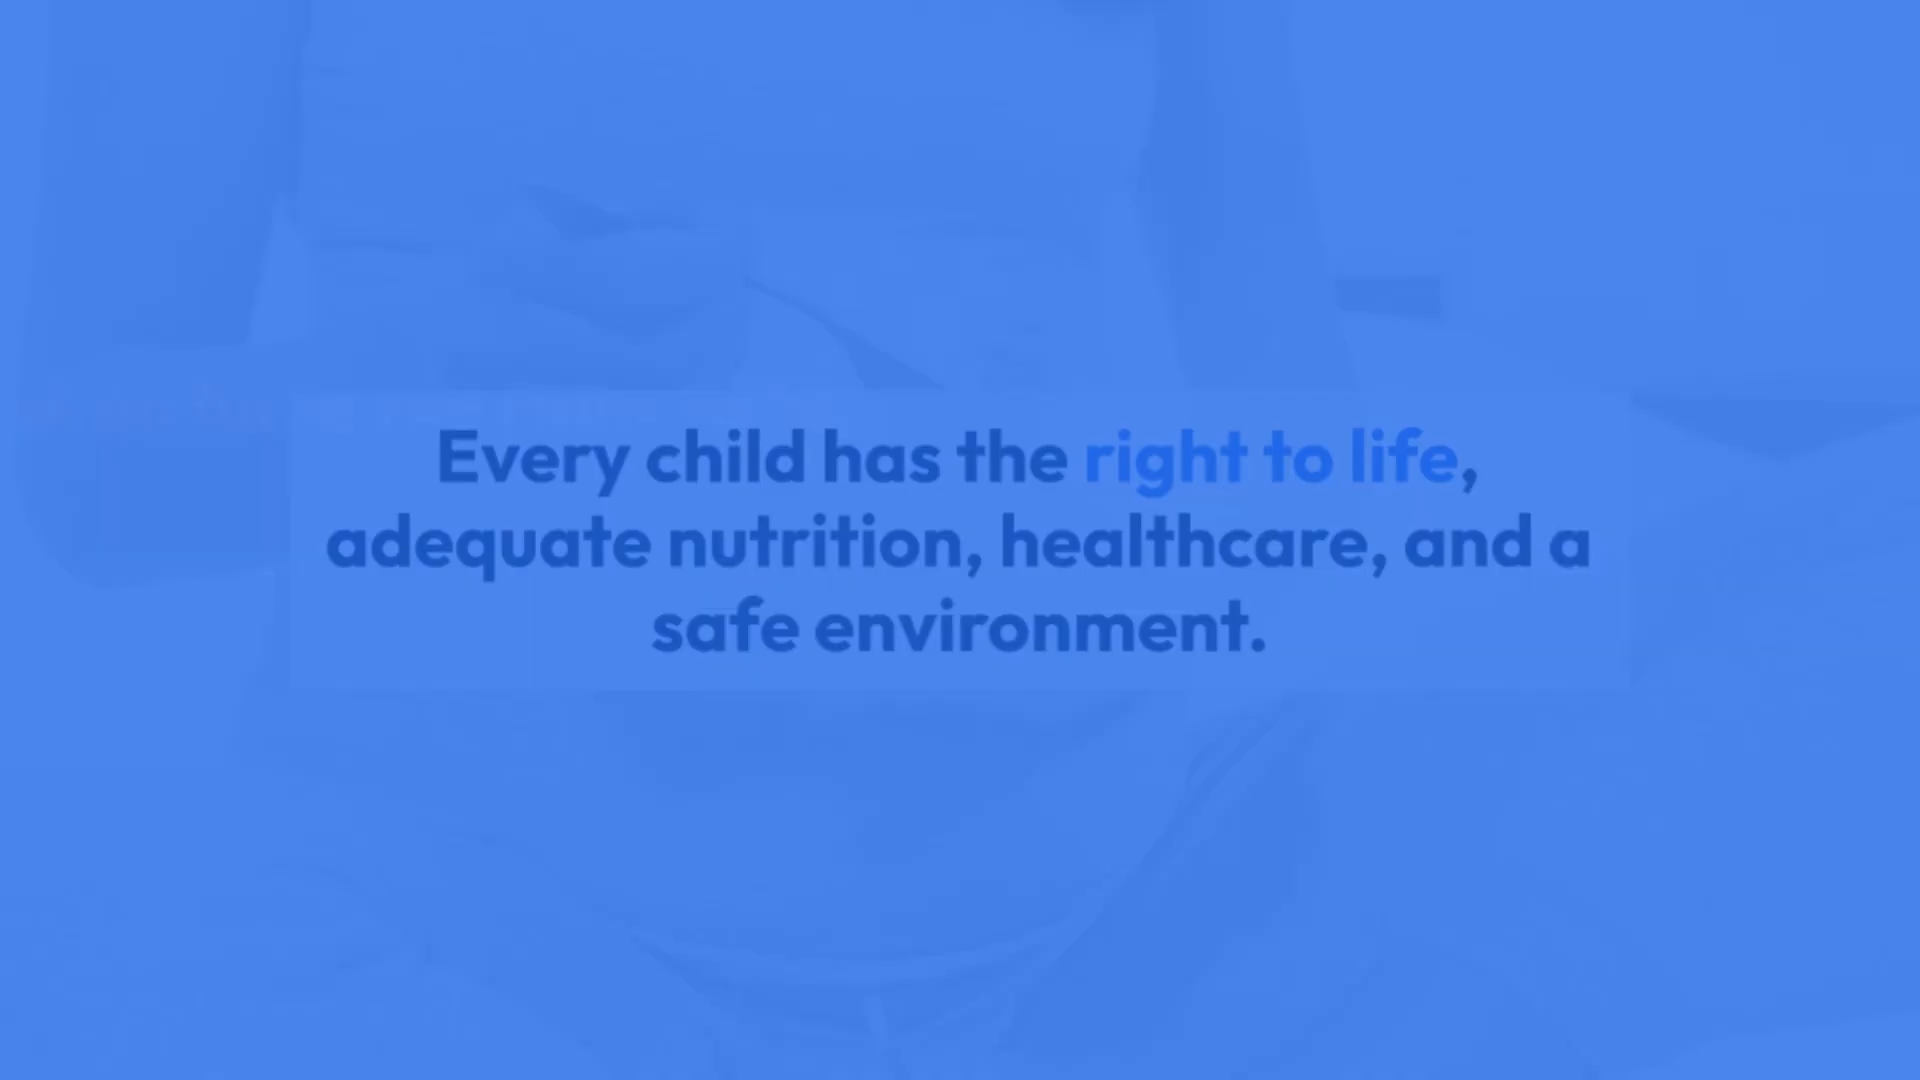 Every child has the right to life,
adequate nutrition, healthcare, and a
safe environment.